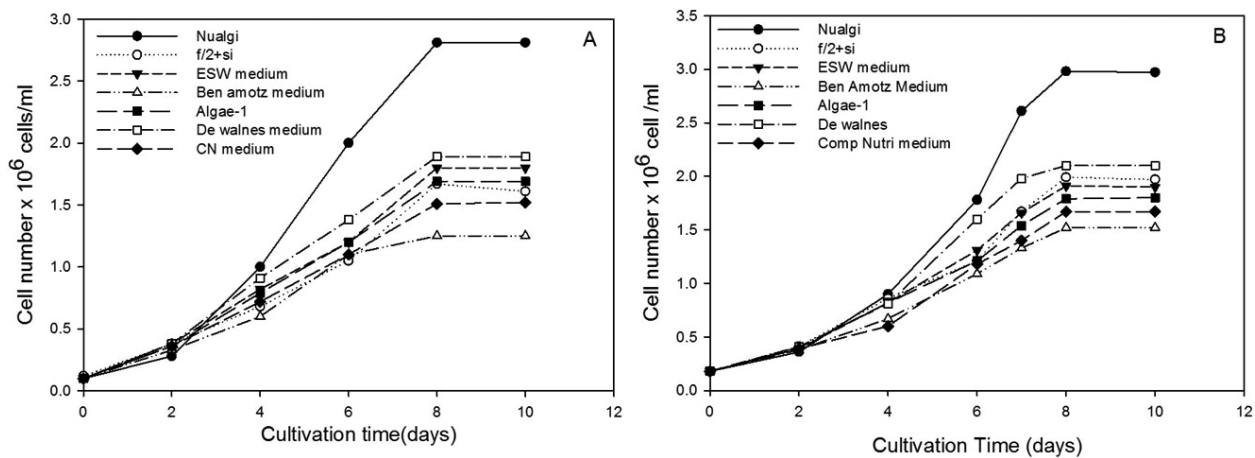 A
Nualgi
f/2+si
ESW medium
Ben amotz medium
Algae-1
De walnes medium
CN medium
Cell number x 10⁶ cells/ml
3.0
2.5
2.0
1.5
1.0
0.5
0.0
0 2 4 6 8 10 12
Cultivation time(days)
B
Nualgi
f/2+si
ESW medium
Ben Amotz Medium
Algae-1
De walnes
Comp Nutri medium
Cell number x 10⁶ cell /ml
3.5
3.0
2.5
2.0
1.5
1.0
0.5
0.0
0 2 4 6 8 10 12
Cultivation Time (days)